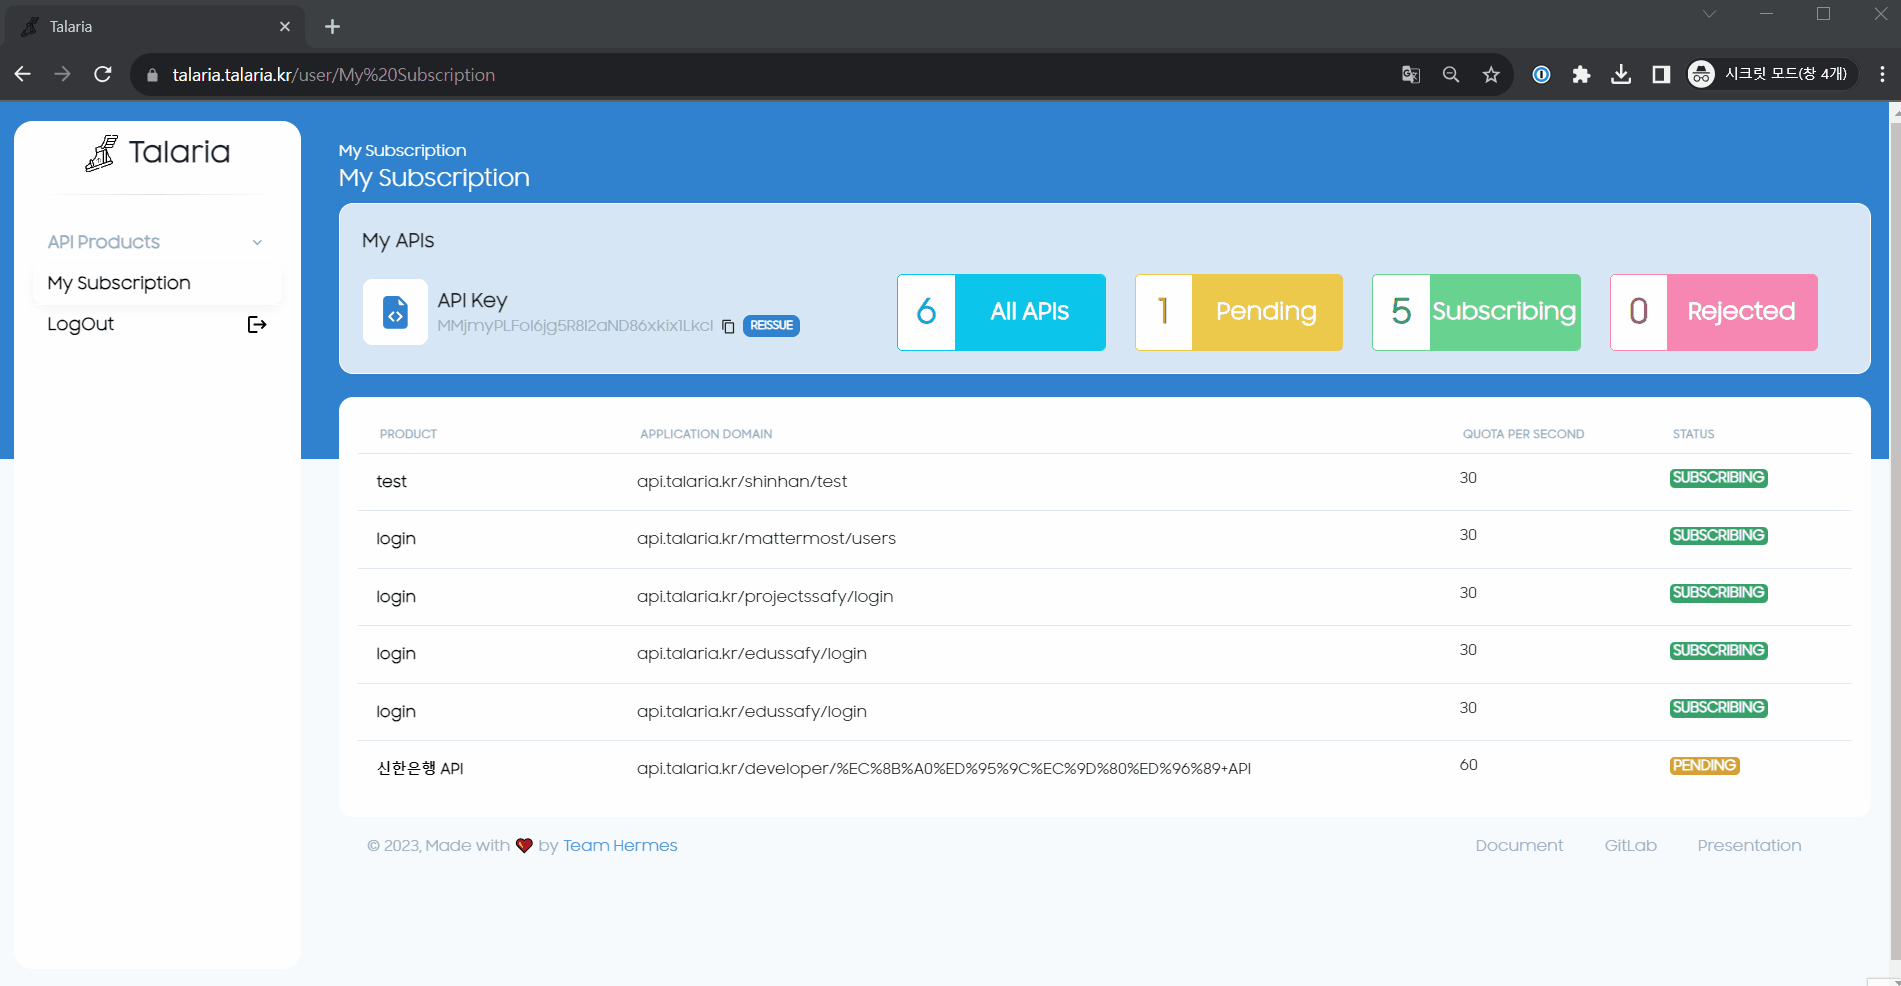 Talaria
talaria.talaria.kr/user/My%20Subscription
시크릿 모드(창 4개)
Talaria
API Products
My Subscription
LogOut
My Subscription
My Subscription
My APIs
API Key
REISSUE
6 All APIs
1 Pending
5 Subscribing
0 Rejected
PRODUCT APPLICATION DOMAIN QUOTA PER SECOND STATUS
test api.talaria.kr/shinhan/test 30 SUBSCRIBING
login api.talaria.kr/mattermost/users 30 SUBSCRIBING
login api.talaria.kr/projectssafy/login 30 SUBSCRIBING
login api.talaria.kr/edussafy/login 30 SUBSCRIBING
login api.talaria.kr/edussafy/login 30 SUBSCRIBING
신한은행 API api.talaria.kr/developer/%EC%8B%A0%ED%95%9C%EC%9D%80%ED%96%89+API 60 PENDING
© 2023, Made with ❤️ by Team Hermes
Document GitLab Presentation